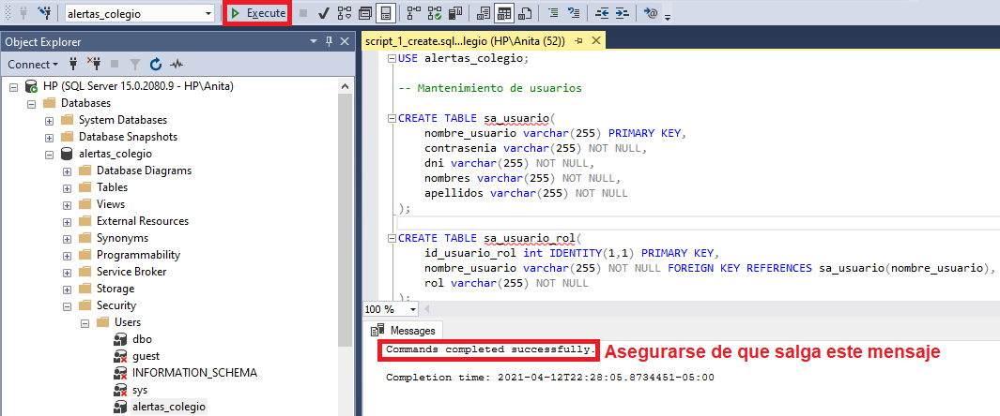 alertas_colegio
Execute
Object Explorer
Connect
HP (SQL Server 15.0.2080.9 - HP\Anita)
Databases
System Databases
Database Snapshots
alertas_colegio
Database Diagrams
Tables
Views
External Resources
Synonyms
Programmability
Service Broker
Storage
Security
Users
dbo
guest
INFORMATION_SCHEMA
sys
alertas_colegio
script_1_create.sql...legio (HP\Anita (52))
USE alertas_colegio;
-- Mantenimiento de usuarios
CREATE TABLE sa_usuario(
nombre_usuario varchar(255) PRIMARY KEY,
contrasenia varchar(255) NOT NULL,
dni varchar(255) NOT NULL,
nombres varchar(255) NOT NULL,
apellidos varchar(255) NOT NULL
);
CREATE TABLE sa_usuario_rol(
id_usuario_rol int IDENTITY(1,1) PRIMARY KEY,
nombre_usuario varchar(255) NOT NULL FOREIGN KEY REFERENCES sa_usuario(nombre_usuario),
rol varchar(255) NOT NULL
);
100 %
Messages
Commands completed successfully. Asegurarse de que salga este mensaje
Completion time: 2021-04-12T22:28:05.8734451-05:00